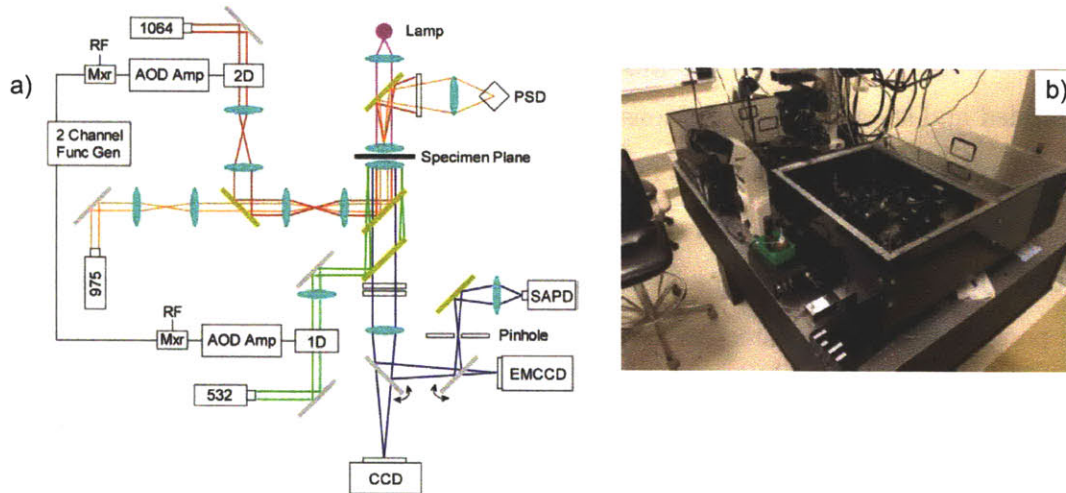 a)
1064
Lamp
RF
Mxr
AOD Amp
2D
PSD
2 Channel
Func Gen
Specimen Plane
975
SAPD
RF
Pinhole
Mxr
AOD Amp
1D
EMCCD
532
CCD
b)